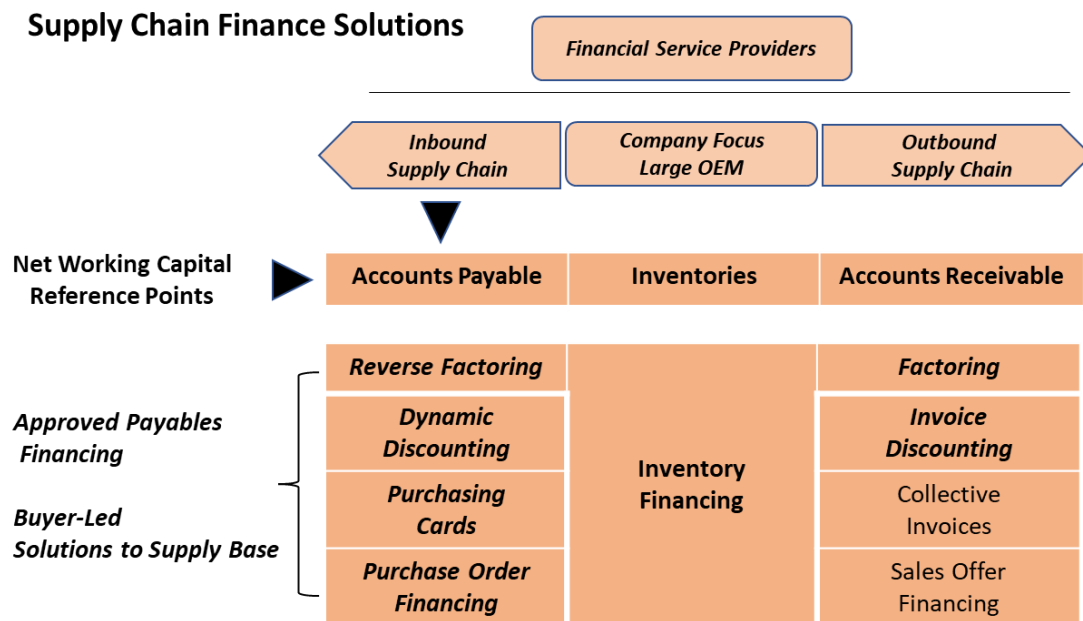 Supply Chain Finance Solutions
Financial Service Providers
Inbound
Supply Chain
Company Focus
Large OEM
Outbound
Supply Chain
Net Working Capital
Reference Points
Accounts Payable
Inventories
Accounts Receivable
Approved Payables
Financing
Buyer-Led
Solutions to Supply Base
Reverse Factoring
Dynamic
Discounting
Purchasing
Cards
Purchase Order
Financing
Inventory
Financing
Factoring
Invoice
Discounting
Collective
Invoices
Sales Offer
Financing